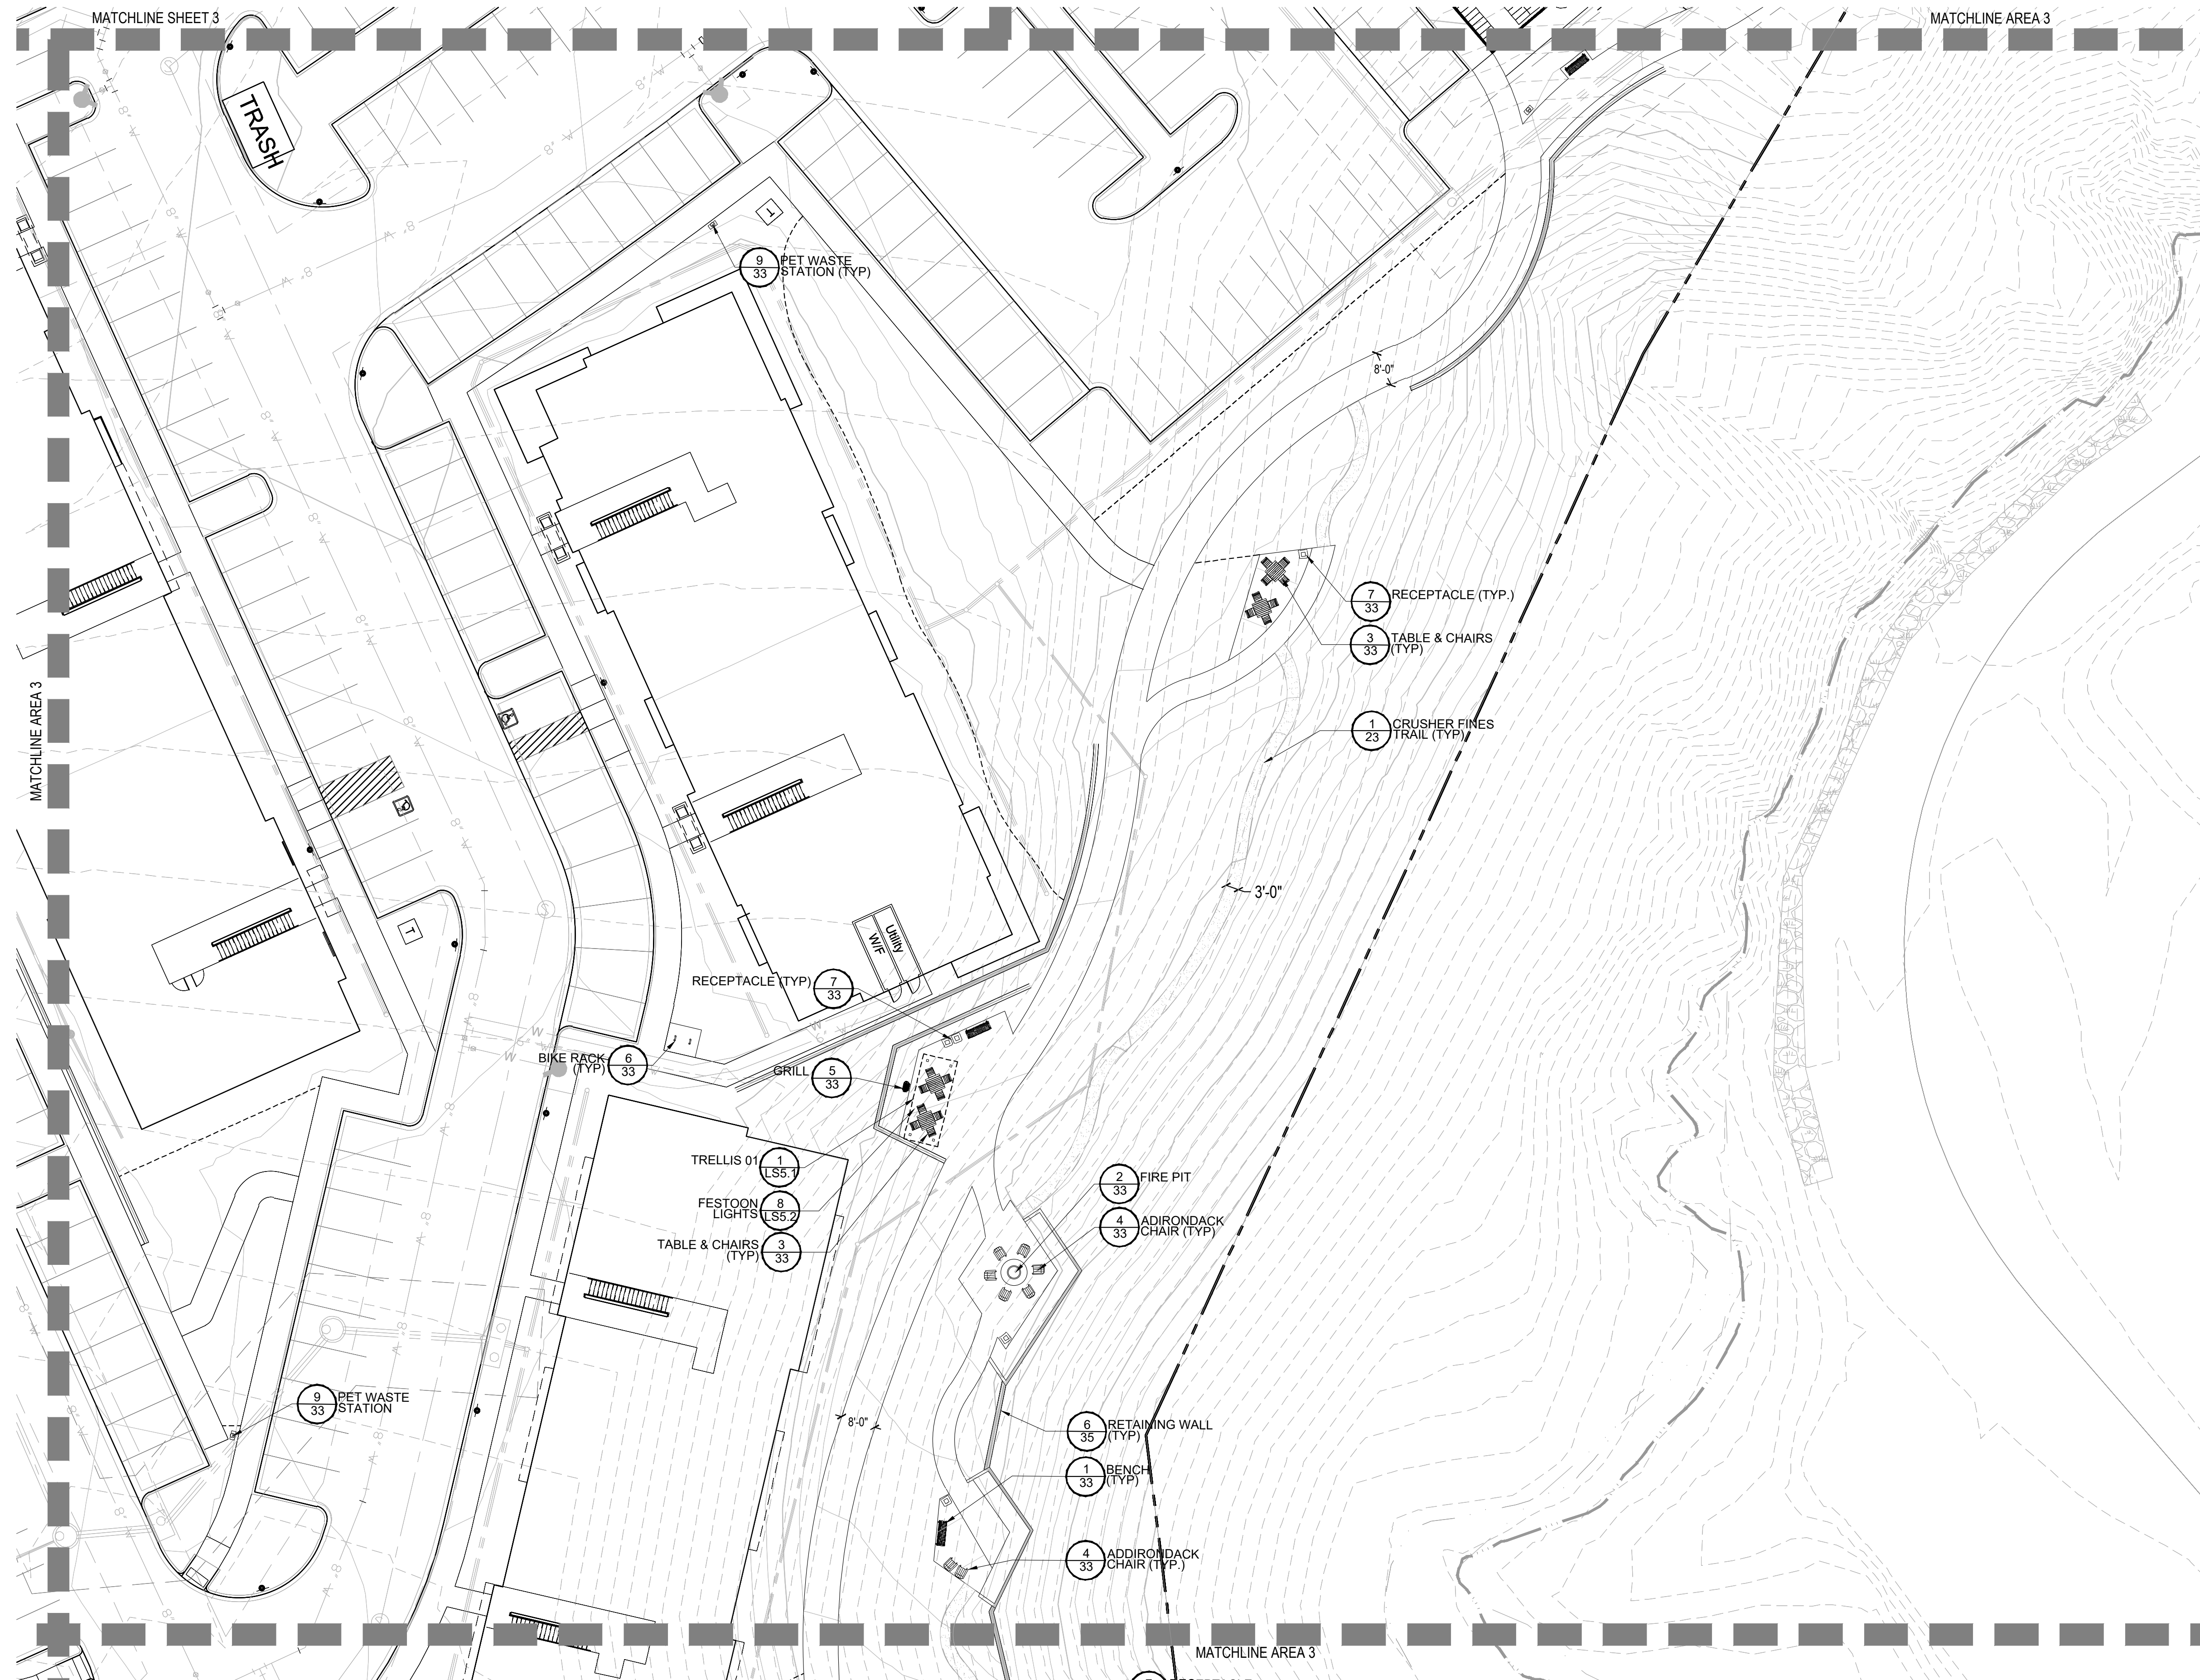 MATCHLINE SHEET 3
MATCHLINE AREA 3
TRASH
T
9
33
PET WASTE
STATION (TYP)
8'-0"
7
33
RECEPTACLE (TYP.)
3
33
TABLE & CHAIRS
(TYP)
MATCHLINE AREA 3
1
23
CRUSHER FINES
TRAIL (TYP)
3'-0"
T
Utility
W/F
RECEPTACLE (TYP)
7
33
BIKE RACK
(TYP)
6
33
GRILL
5
33
TRELLIS 01
1
LS5.1
FESTOON
LIGHTS
8
LS5.2
TABLE & CHAIRS
(TYP)
3
33
2
33
FIRE PIT
4
33
ADIRONDACK
CHAIR (TYP)
9
33
PET WASTE
STATION
8'-0"
6
35
RETAINING WALL
(TYP)
1
33
BENCH
(TYP)
4
33
ADDIRONDACK
CHAIR (TYP.)
MATCHLINE AREA 3